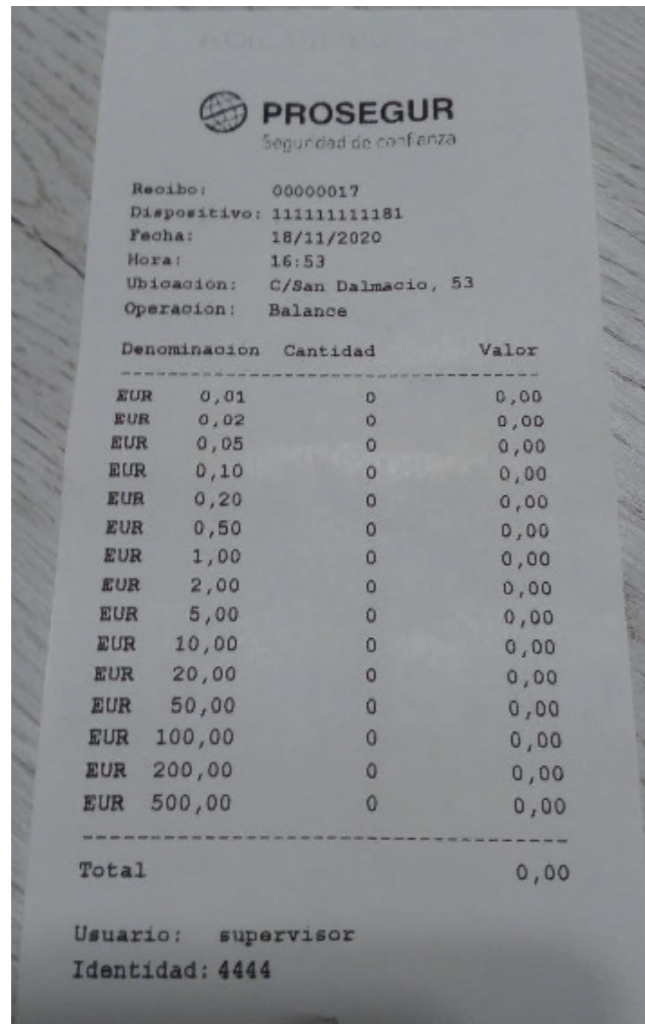 PROSEGUR
Seguridad de confianza
Recibo: 00000017
Dispositivo: 111111111181
Fecha: 18/11/2020
Hora: 16:53
Ubicación: C/San Dalmacio, 53
Operacion: Balance
Denominacion Cantidad Valor
EUR 0,01 0 0,00
EUR 0,02 0 0,00
EUR 0,05 0 0,00
EUR 0,10 0 0,00
EUR 0,20 0 0,00
EUR 0,50 0 0,00
EUR 1,00 0 0,00
EUR 2,00 0 0,00
EUR 5,00 0 0,00
EUR 10,00 0 0,00
EUR 20,00 0 0,00
EUR 50,00 0 0,00
EUR 100,00 0 0,00
EUR 200,00 0 0,00
EUR 500,00 0 0,00
Total 0,00
Usuario: supervisor
Identidad: 4444